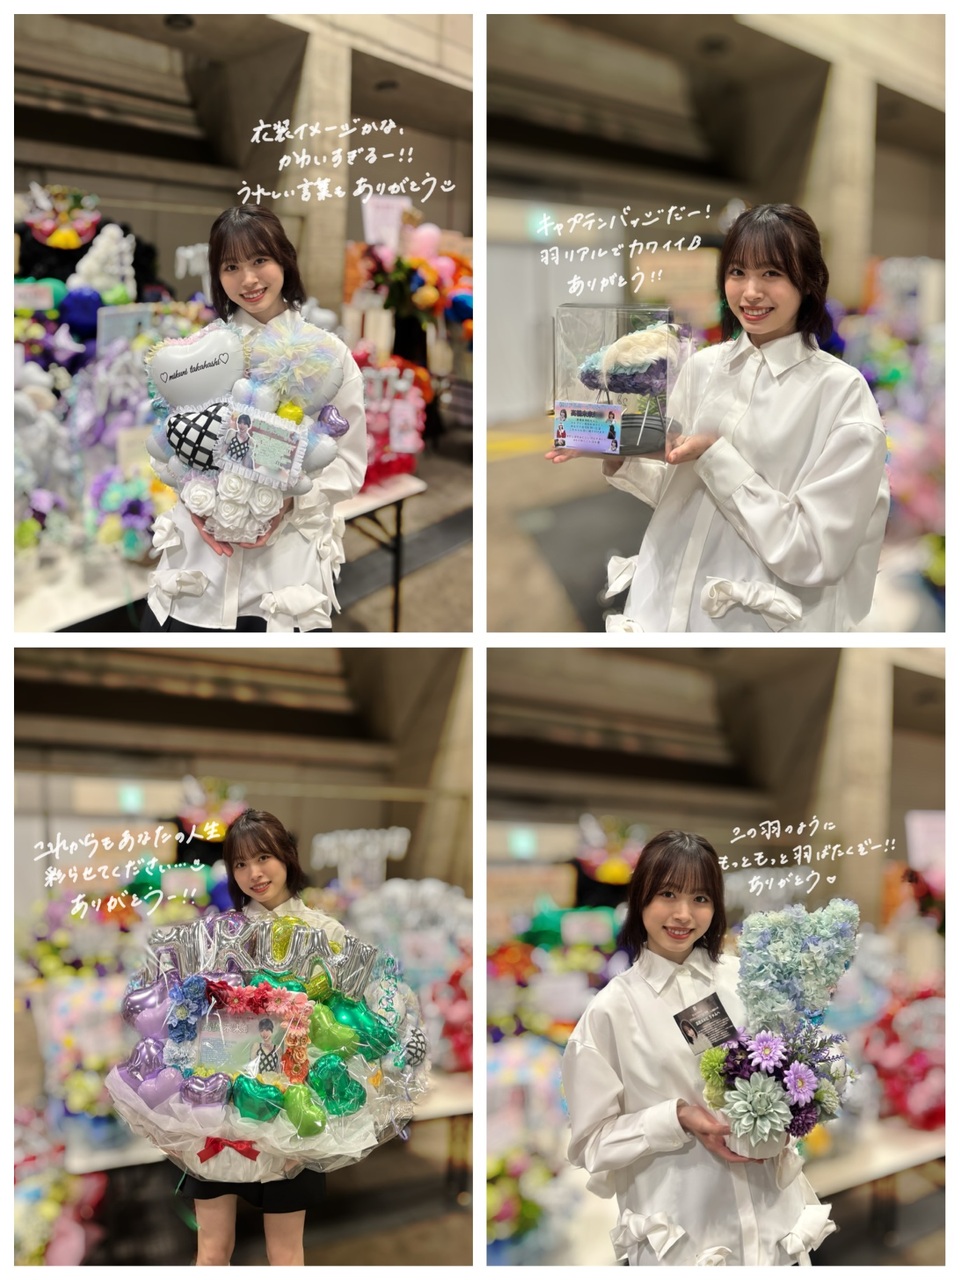 衣装イメージかな、
かわいすぎるー!!
うれしい言葉も ありがとう
♡mikuni takahashi♡
キャプテンバッジだー!
羽リアルでカワイイ
ありがとう!!
これからもあなたの人生
彩らせてください…
ありがとうー!!
MIKUNI
この羽のように
もっともっと羽ばたくぞー!!
ありがとう♡